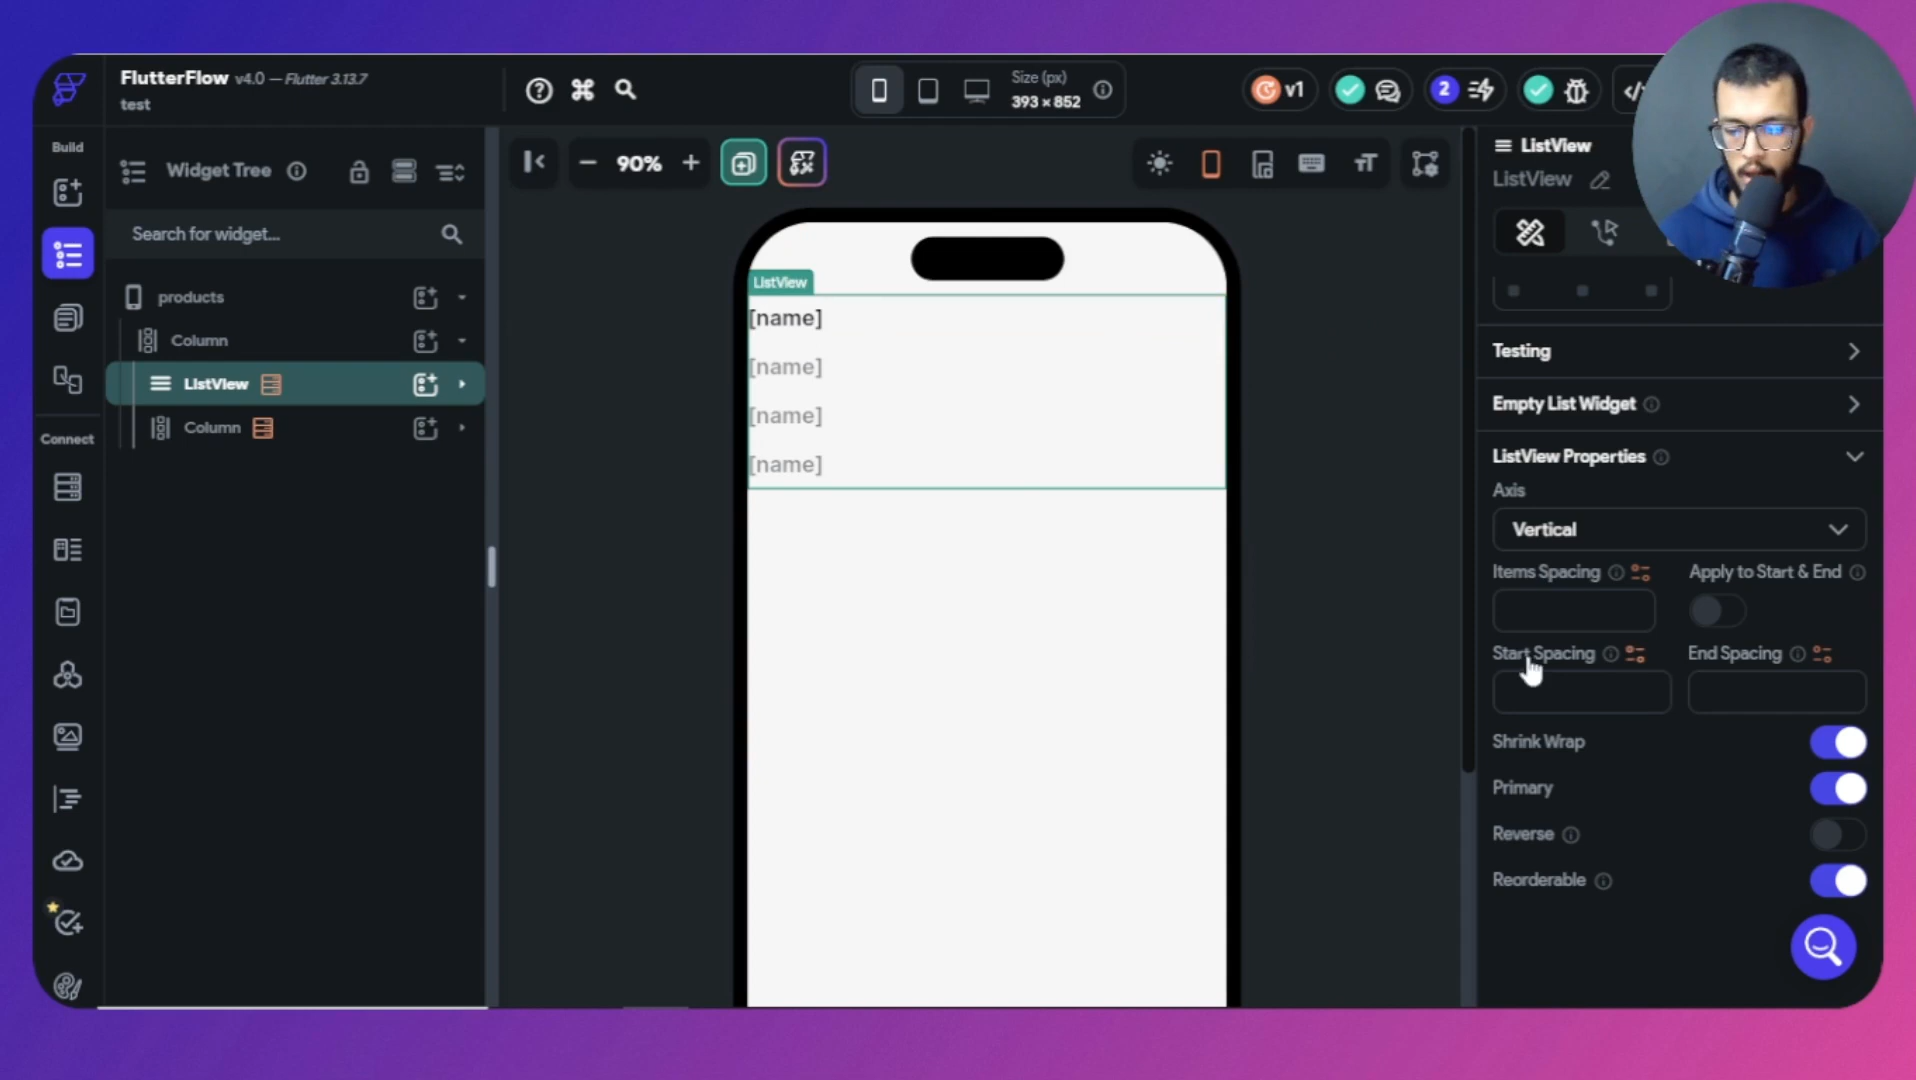 FlutterFlow v4.0 — Flutter 3.13.7
test
Size (px)
393 × 852
v1
2
Build
Widget Tree
90%
Search for widget...
products
Column
ListView
Column
Connect
ListView
[name]
[name]
[name]
[name]
ListView
ListView
Testing
Empty List Widget
ListView Properties
Axis
Vertical
Items Spacing
Apply to Start & End
Start Spacing
End Spacing
Shrink Wrap
Primary
Reverse
Reorderable